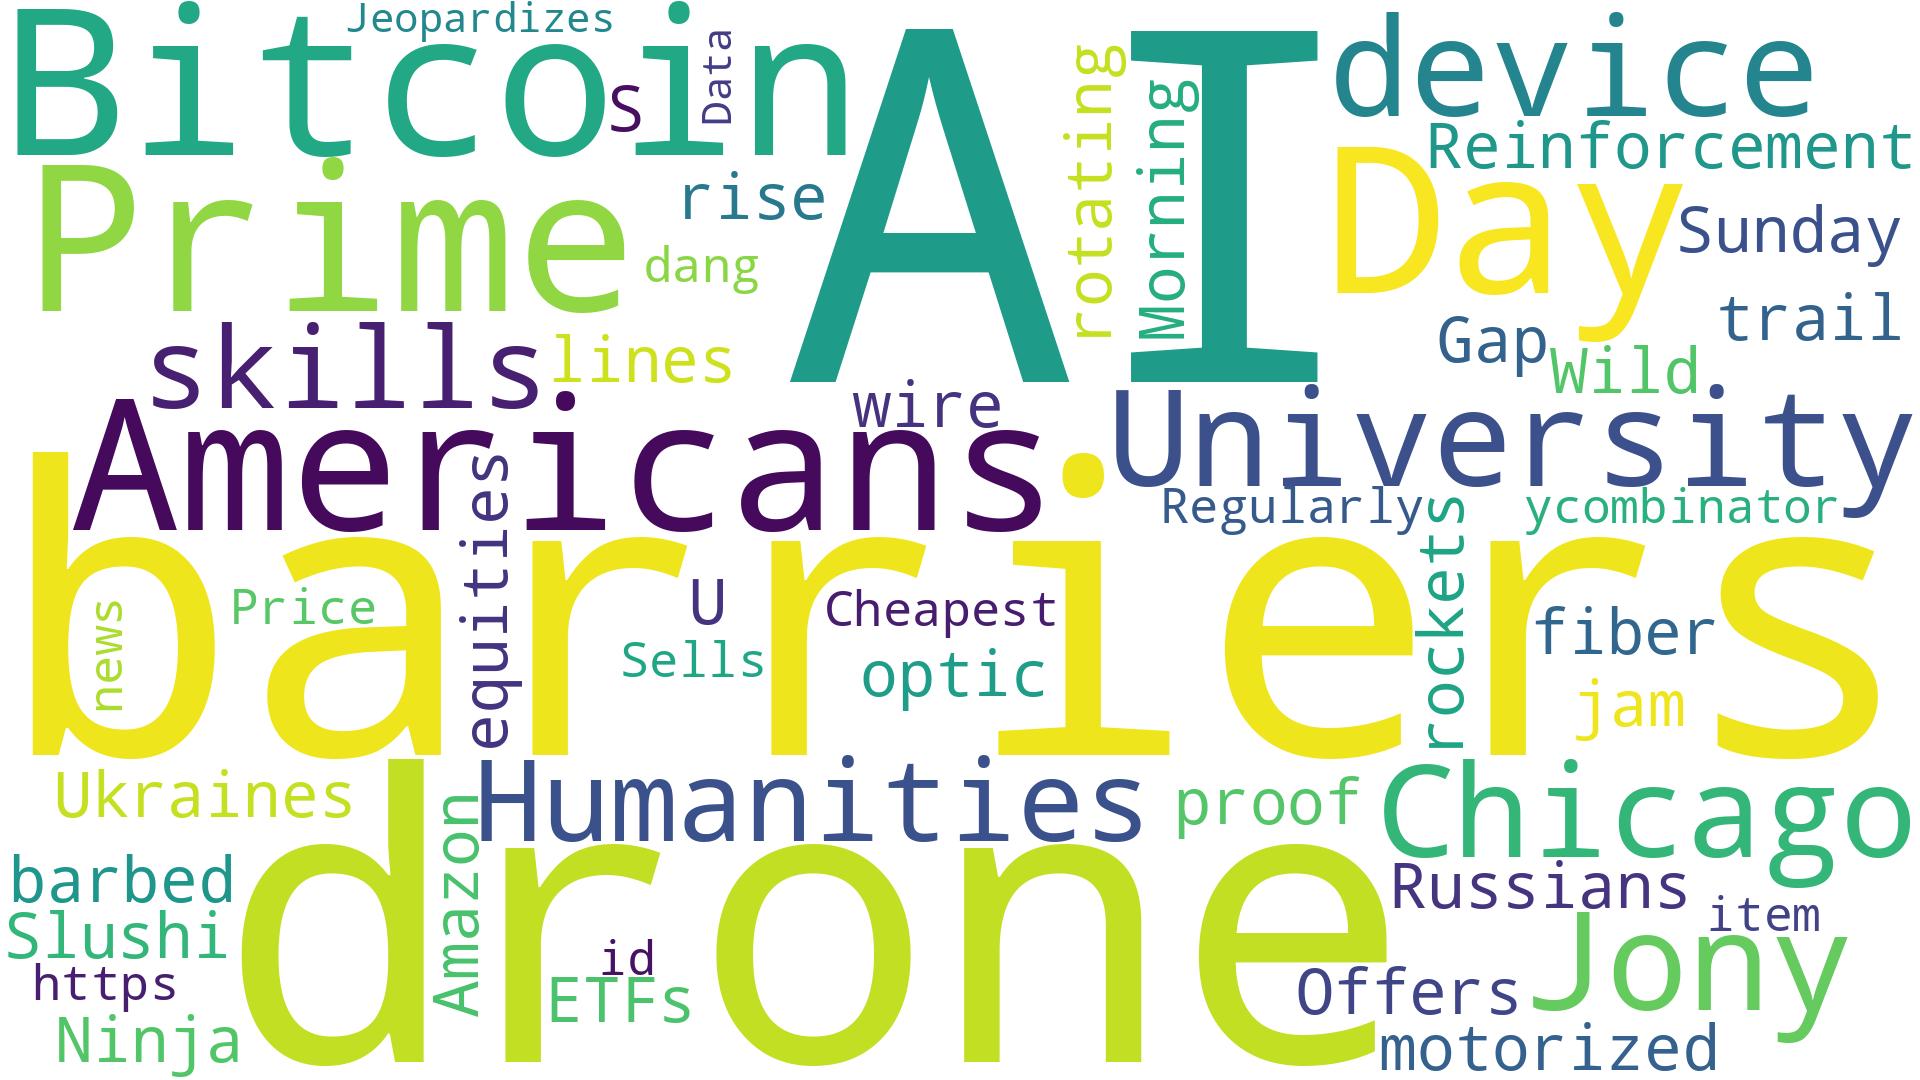 Jeopardizes
Bitcoin
S
Data
AI
rotating
Morning
device
Reinforcement
Prime
rise
dang
Day
Sunday
trail
Gap
Wild
skills
lines
wire
Americans
University
Regularly
ycombinator
equities
barriers
rockets
news
Price
U
Cheapest
Sells
optic
fiber
jam
Ukraines
Humanities
proof
Chicago
Amazon
drone
barbed
Slushi
https
Ninja
id
ETFs
Russians
item
Jony
Offers
motorized